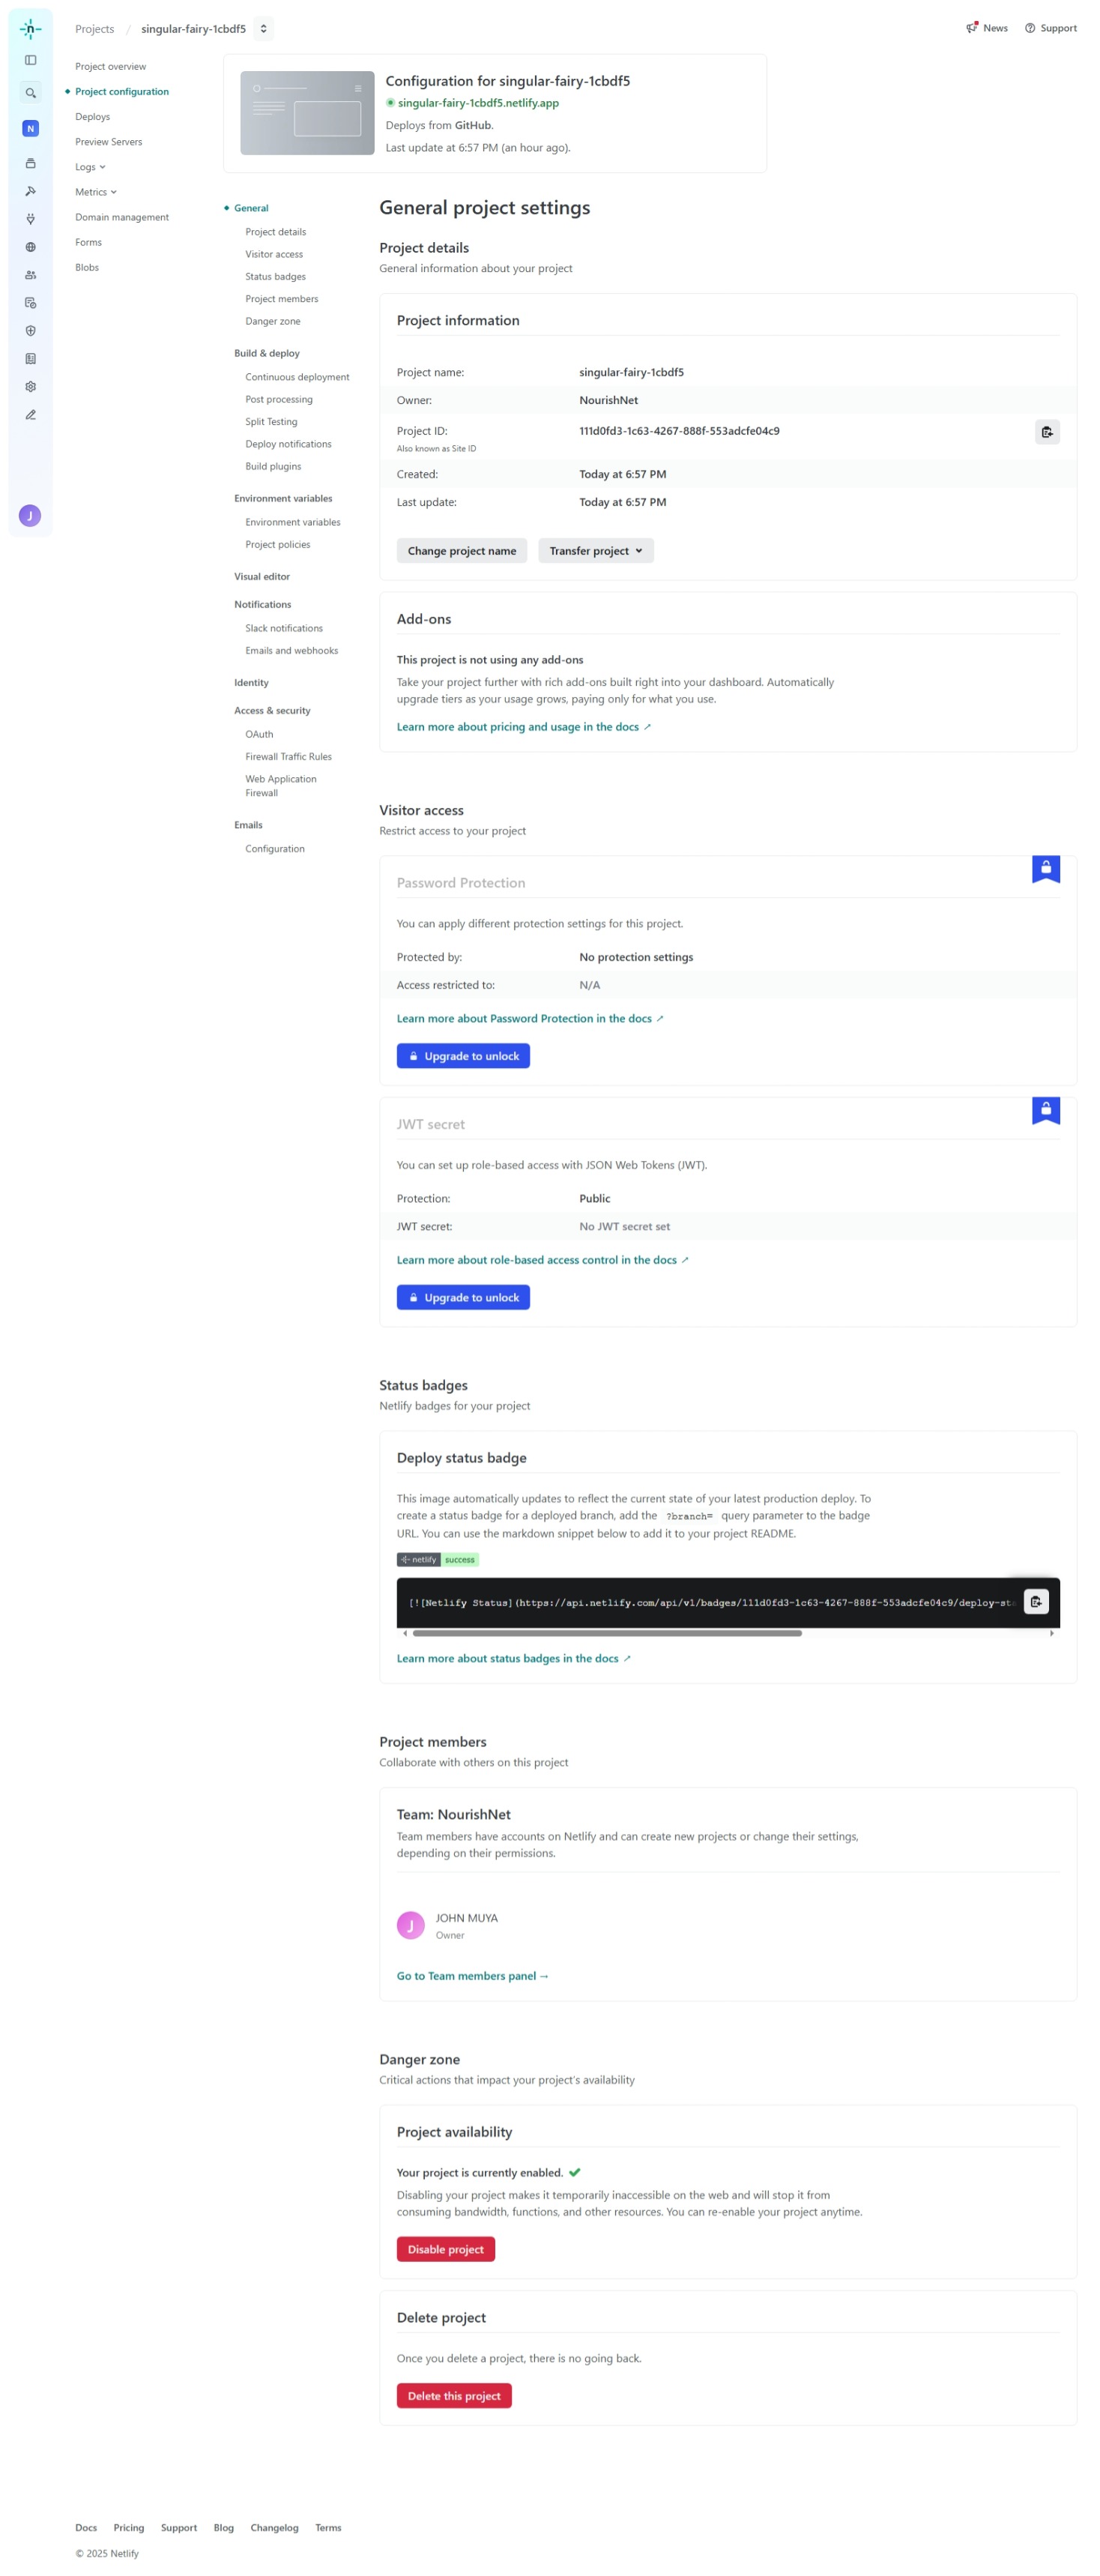 Projects / singular-fairy-1cbdf5
News
Support
N
J
Project overview
Project configuration
Deploys
Preview Servers
Logs
Metrics
Domain management
Forms
Blobs
Configuration for singular-fairy-1cbdf5
singular-fairy-1cbdf5.netlify.app
Deploys from GitHub.
Last update at 6:57 PM (an hour ago).
General
Project details
Visitor access
Status badges
Project members
Danger zone
Build & deploy
Continuous deployment
Post processing
Split Testing
Deploy notifications
Build plugins
Environment variables
Environment variables
Project policies
Visual editor
Notifications
Slack notifications
Emails and webhooks
Identity
Access & security
OAuth
Firewall Traffic Rules
Web Application
Firewall
Emails
Configuration
General project settings
Project details
General information about your project
Project information
Project name: singular-fairy-1cbdf5
Owner: NourishNet
Project ID: 111d0fd3-1c63-4267-888f-553adcfe04c9
Also known as Site ID
Created: Today at 6:57 PM
Last update: Today at 6:57 PM
Change project name
Transfer project
Add-ons
This project is not using any add-ons
Take your project further with rich add-ons built right into your dashboard. Automatically
upgrade tiers as your usage grows, paying only for what you use.
Learn more about pricing and usage in the docs ↗
Visitor access
Restrict access to your project
Password Protection
You can apply different protection settings for this project.
Protected by: No protection settings
Access restricted to: N/A
Learn more about Password Protection in the docs ↗
Upgrade to unlock
JWT secret
You can set up role-based access with JSON Web Tokens (JWT).
Protection: Public
JWT secret: No JWT secret set
Learn more about role-based access control in the docs ↗
Upgrade to unlock
Status badges
Netlify badges for your project
Deploy status badge
This image automatically updates to reflect the current state of your latest production deploy. To
create a status badge for a deployed branch, add the ?branch= query parameter to the badge
URL. You can use the markdown snippet below to add it to your project README.
netlify success
[![Netlify Status](https://api.netlify.com/api/v1/badges/111d0fd3-1c63-4267-888f-553adcfe04c9/deploy-sta
Learn more about status badges in the docs ↗
Project members
Collaborate with others on this project
Team: NourishNet
Team members have accounts on Netlify and can create new projects or change their settings,
depending on their permissions.
J
JOHN MUYA
Owner
Go to Team members panel →
Danger zone
Critical actions that impact your project's availability
Project availability
Your project is currently enabled.
Disabling your project makes it temporarily inaccessible on the web and will stop it from
consuming bandwidth, functions, and other resources. You can re-enable your project anytime.
Disable project
Delete project
Once you delete a project, there is no going back.
Delete this project
Docs Pricing Support Blog Changelog Terms
© 2025 Netlify